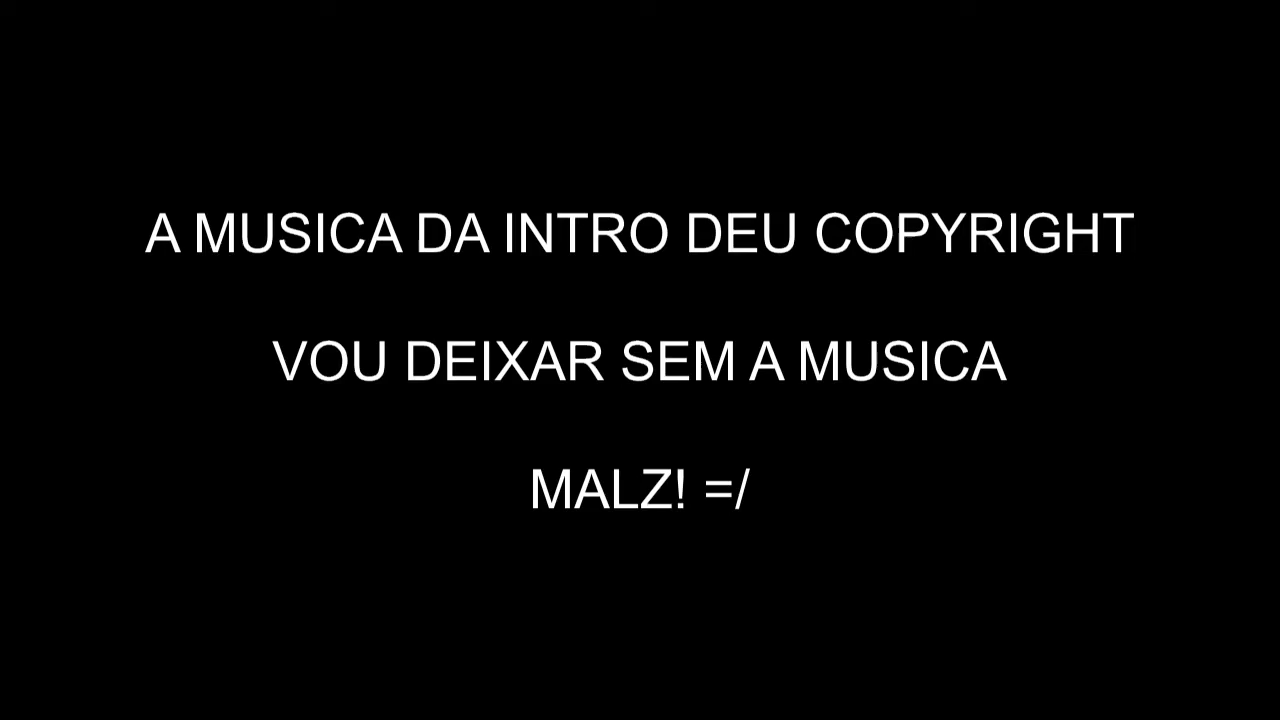 A MUSICA DA INTRO DEU COPYRIGHT
VOU DEIXAR SEM A MUSICA
MALZ! =/